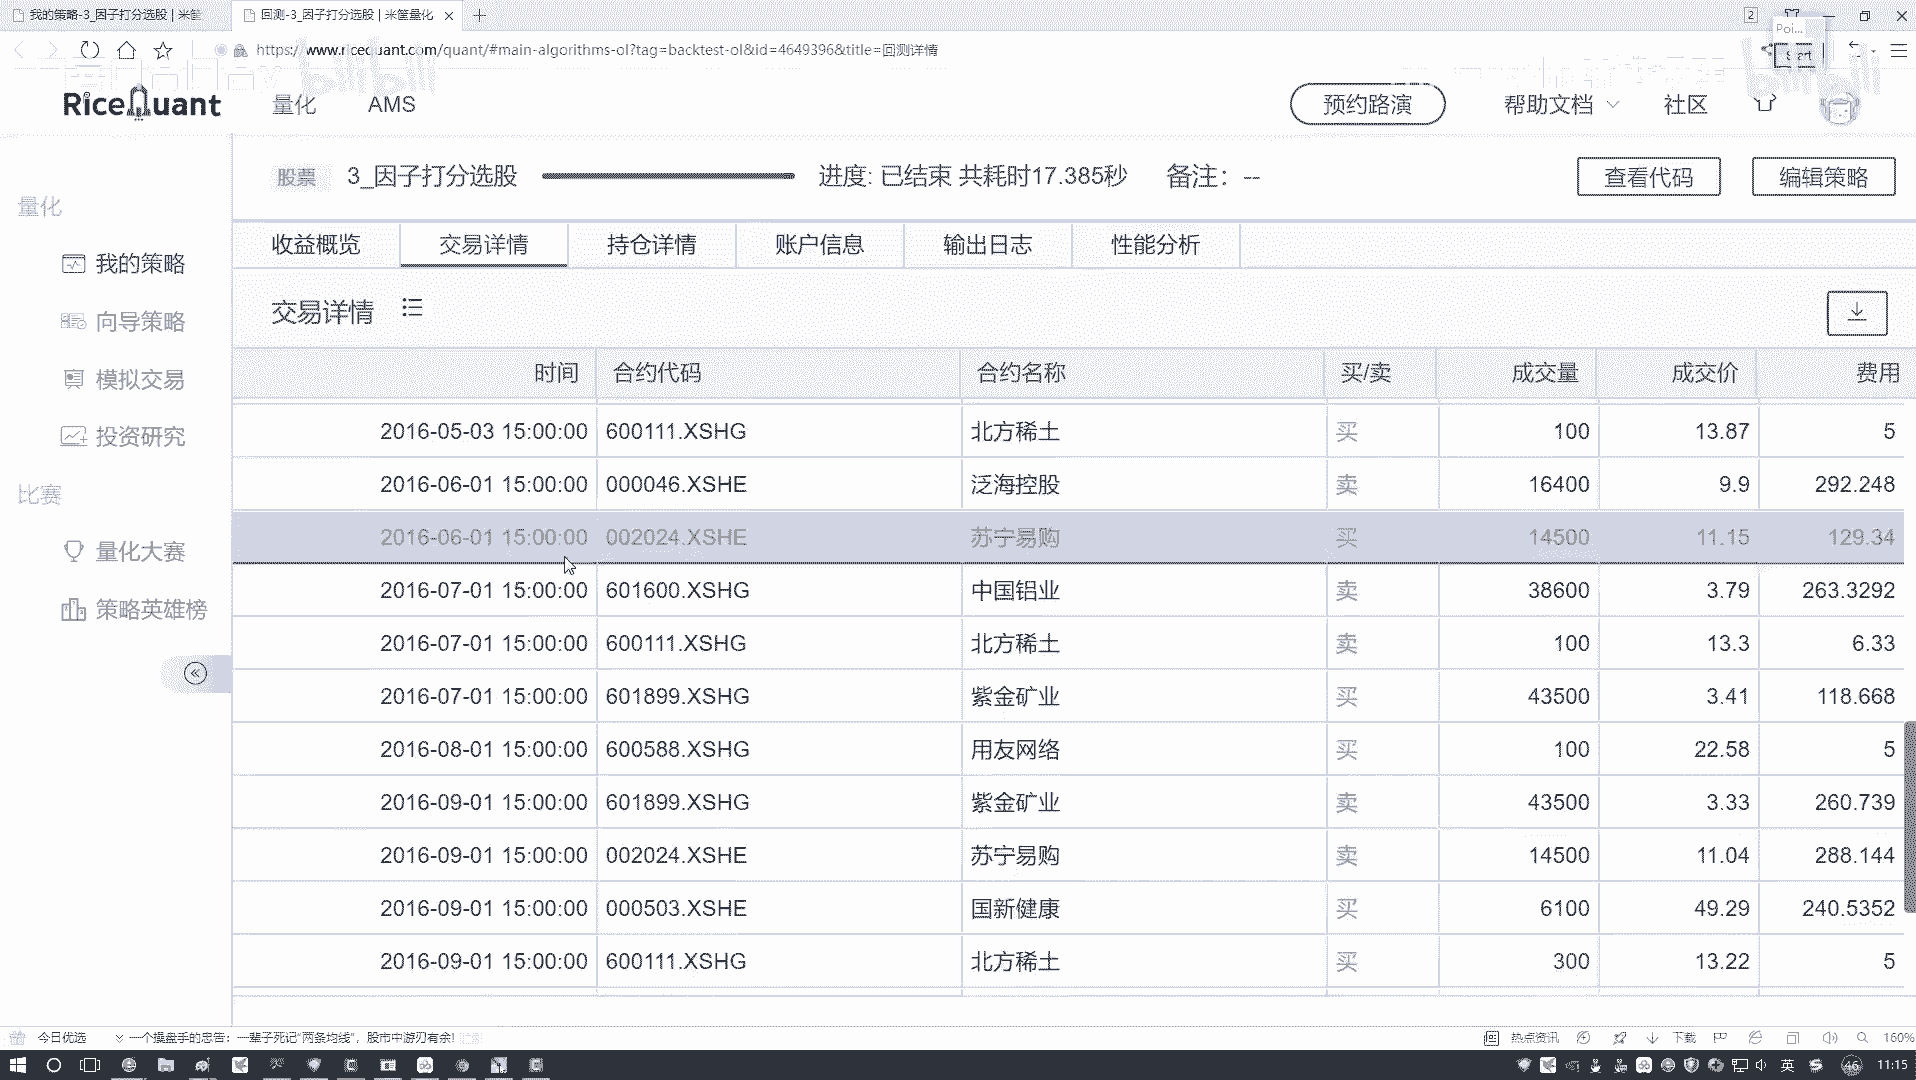 我的策略-3_因子打分选股 | 米筐
回测-3_因子打分选股 | 米筐量化
2
https://www.ricequant.com/quant/#main-algorithms-ol?tag=backtest-ol&id=4649396&title=回测详情
Poi...
Start
bilibili
bilibili
RiceQuant
量化
AMS
预约路演
帮助文档
社区
股票
3_因子打分选股
进度: 已结束 共耗时17.385秒
备注：--
查看代码
编辑策略
量化
我的策略
向导策略
模拟交易
投资研究
比赛
量化大赛
策略英雄榜
收益概览 交易详情 持仓详情 账户信息 输出日志 性能分析
交易详情
时间 合约代码 合约名称 买/卖 成交量 成交价 费用
2016-05-03 15:00:00 600111.XSHG 北方稀土 买 100 13.87 5
2016-06-01 15:00:00 000046.XSHE 泛海控股 卖 16400 9.9 292.248
2016-06-01 15:00:00 002024.XSHE 苏宁易购 买 14500 11.15 129.34
2016-07-01 15:00:00 601600.XSHG 中国铝业 卖 38600 3.79 263.3292
2016-07-01 15:00:00 600111.XSHG 北方稀土 卖 100 13.3 6.33
2016-07-01 15:00:00 601899.XSHG 紫金矿业 买 43500 3.41 118.668
2016-08-01 15:00:00 600588.XSHG 用友网络 买 100 22.58 5
2016-09-01 15:00:00 601899.XSHG 紫金矿业 卖 43500 3.33 260.739
2016-09-01 15:00:00 002024.XSHE 苏宁易购 卖 14500 11.04 288.144
2016-09-01 15:00:00 000503.XSHE 国新健康 买 6100 49.29 240.5352
2016-09-01 15:00:00 600111.XSHG 北方稀土 买 300 13.22 5
今日优选
一个操盘手的忠告：一辈子死记“两条均线”，股市中游刃有余!
热点资讯
下载
160%
英
46
11:15